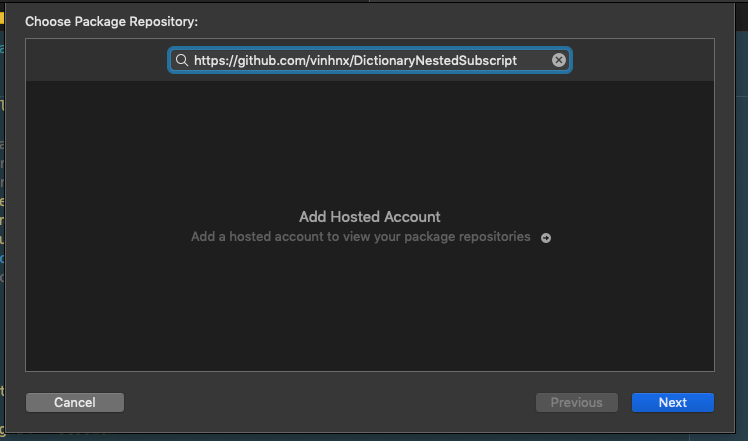 Choose Package Repository:
https://github.com/vinhnx/DictionaryNestedSubscript
Add Hosted Account
Add a hosted account to view your package repositories
Cancel
Previous
Next